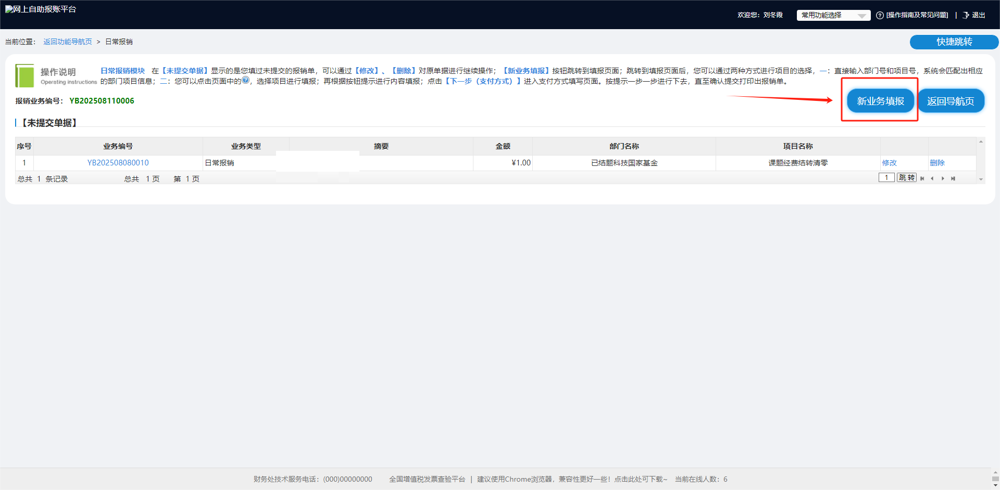 网上自助报账平台
欢迎您：刘冬霞 常用功能选择 [操作指南及常见问题] | 退出
当前位置： 返回功能导航页 > 日常报销
快捷跳转
操作说明
Operating instructions
日常报销模块 在【未提交单据】显示的是您填过未提交的报销单，可以通过【修改】、【删除】对原单据进行继续操作；【新业务填报】按钮跳转到填报页面；跳转到填报页面后，您可以通过两种方式进行项目的选择，一：直接输入部门号和项目号，系统会匹配出相应
的部门项目信息；二：您可以点击页面中的，选择项目进行填报；再根据按钮提示进行内容填报；点击【下一步（支付方式）】进入支付方式填写页面。按提示一步一步进行下去，直至确认提交打印出报销单。
报销业务编号： YB202508110006
新业务填报 返回导航页
【未提交单据】
序号 业务编号 业务类型 摘要 金额 部门名称 项目名称
1 YB202508080010 日常报销 ¥1.00 已结题科技国家基金 课题经费结转清零 修改 删除
总共 1 条记录 总共 1 页 第 1 页 1 跳 转
财务处技术服务电话：(000)00000000 全国增值税发票查验平台 | 建议使用Chrome浏览器，兼容性更好一些！点击此处可下载~ 当前在线人数：6